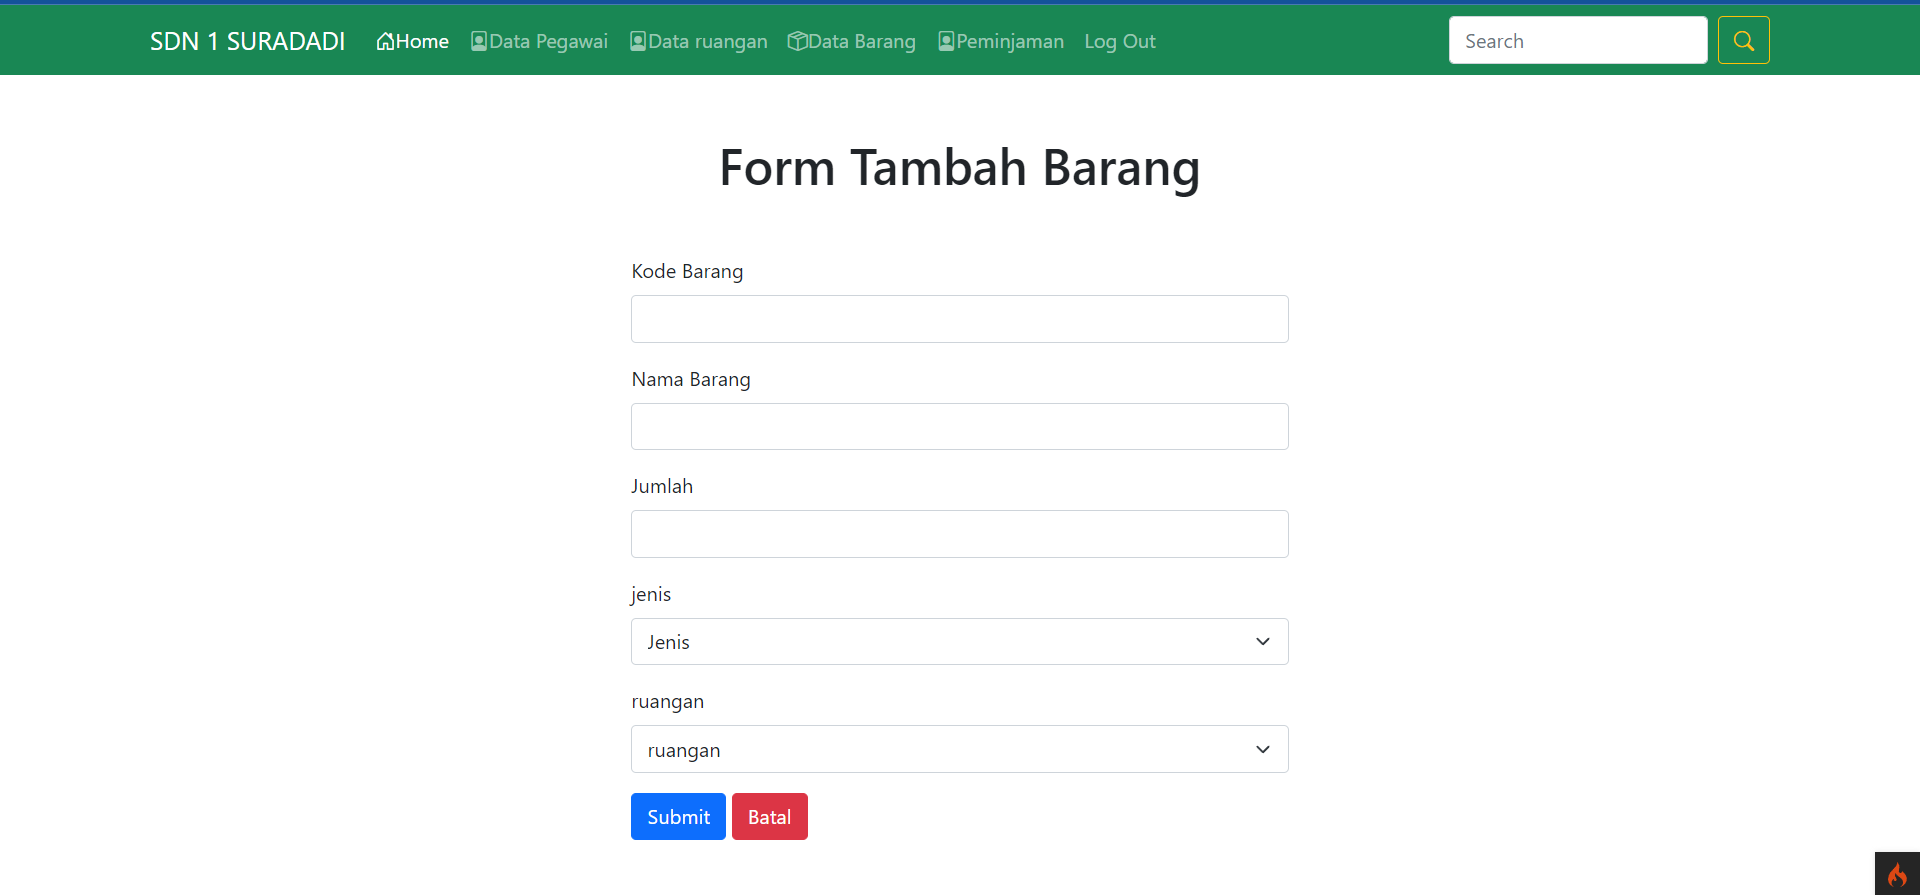 SDN 1 SURADADI Home Data Pegawai Data ruangan Data Barang Peminjaman Log Out Search
Form Tambah Barang
Kode Barang
Nama Barang
Jumlah
jenis
Jenis
ruangan
ruangan
Submit Batal